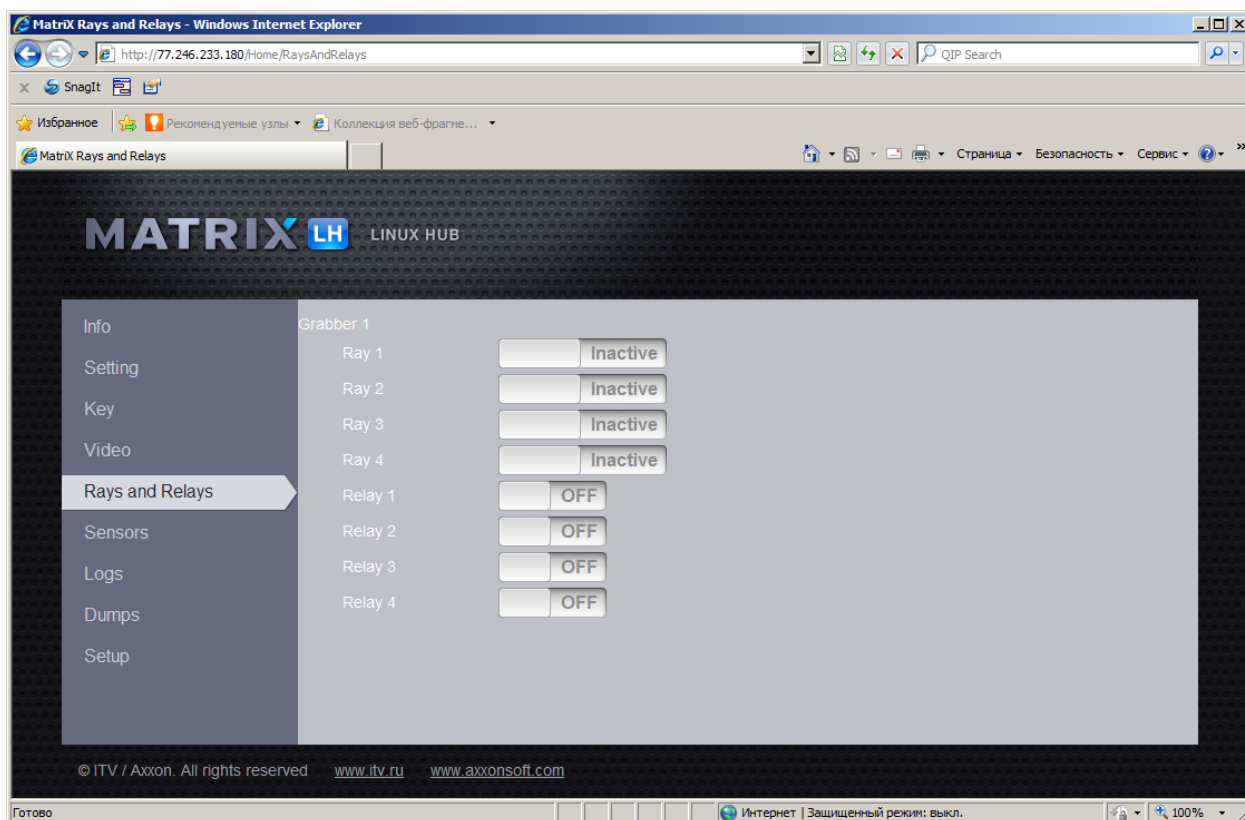 MatriX Rays and Relays - Windows Internet Explorer
http://77.246.233.180/Home/RaysAndRelays
QIP Search
x SnagIt
Избранное Рекомендуемые узлы Коллекция веб-фрагме...
MatriX Rays and Relays
Страница Безопасность Сервис »
MATRIX LH LINUX HUB
Info
Setting
Key
Video
Rays and Relays
Sensors
Logs
Dumps
Setup
Grabber 1
Ray 1 Inactive
Ray 2 Inactive
Ray 3 Inactive
Ray 4 Inactive
Relay 1 OFF
Relay 2 OFF
Relay 3 OFF
Relay 4 OFF
© ITV / Axxon. All rights reserved www.itv.ru www.axxonsoft.com
Готово Интернет | Защищенный режим: выкл. 100%